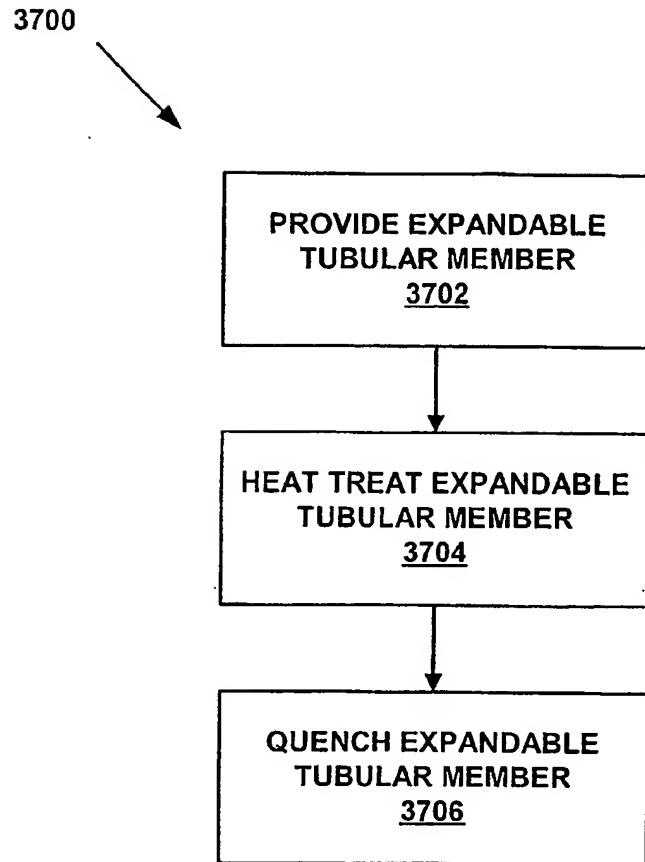 3700
PROVIDE EXPANDABLE
TUBULAR MEMBER
3702
HEAT TREAT EXPANDABLE
TUBULAR MEMBER
3704
QUENCH EXPANDABLE
TUBULAR MEMBER
3706